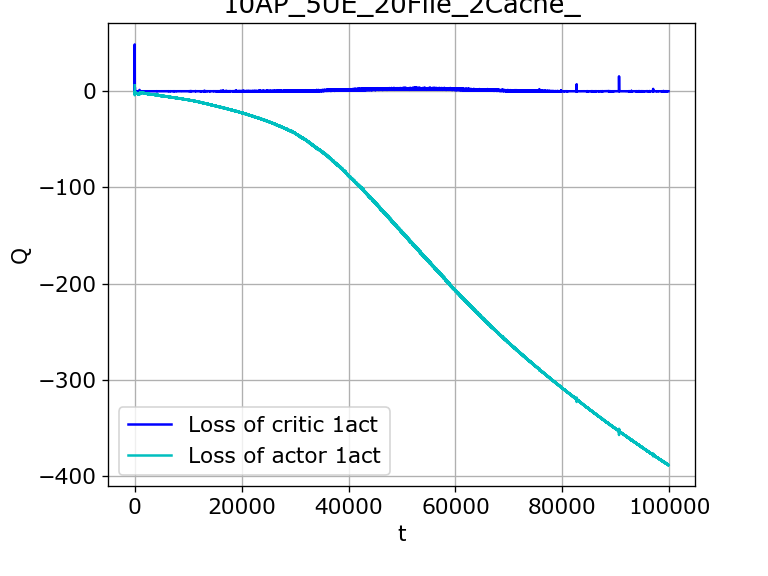 10AP_5UE_20File_2Cache_
0
−100
−200
−300
−400
Q
Loss of critic 1act
Loss of actor 1act
0 20000 40000 60000 80000 100000
t